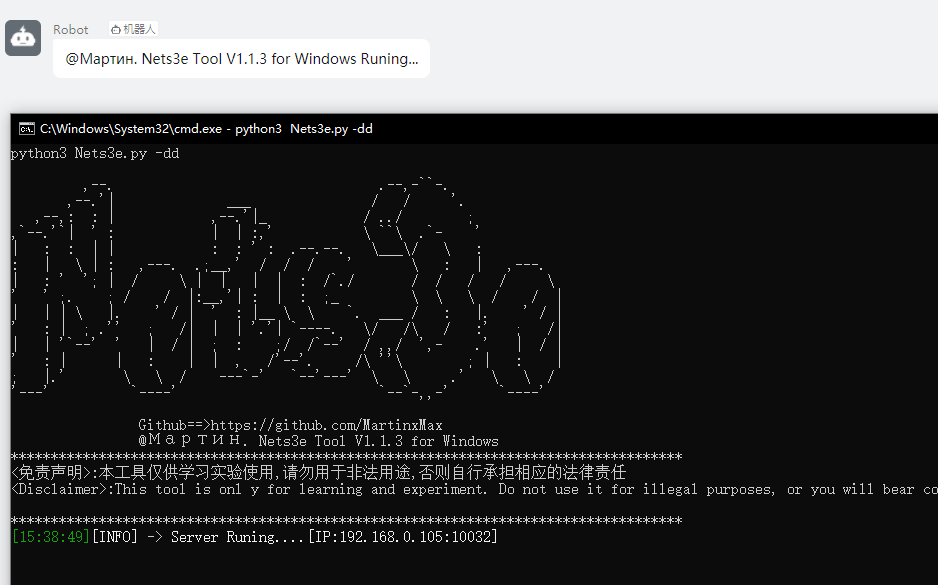 Robot 机器人
@Мартин. Nets3e Tool V1.1.3 for Windows Runing...
C:\Windows\System32\cmd.exe - python3 Nets3e.py -dd
python3 Nets3e.py -dd
Nets3e
Github==>https://github.com/MartinxMax
@Мартин. Nets3e Tool V1.1.3 for Windows
*************************************************************************************
<免责声明>:本工具仅供学习实验使用,请勿用于非法用途,否则自行承担相应的法律责任
<Disclaimer>:This tool is onl y for learning and experiment. Do not use it for illegal purposes, or you will bear co
*************************************************************************************
[15:38:49][INFO] -> Server Runing....[IP:192.168.0.105:10032]